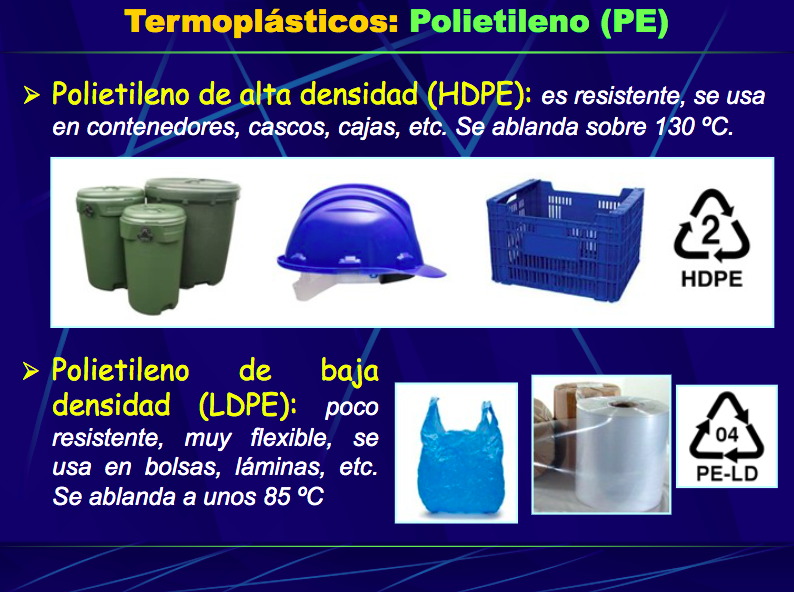 Termoplásticos: Polietileno (PE)
➢ Polietileno de alta densidad (HDPE): es resistente, se usa
en contenedores, cascos, cajas, etc. Se ablanda sobre 130 ºC.
2
HDPE
➢ Polietileno de baja
densidad (LDPE): poco
resistente, muy flexible, se
usa en bolsas, láminas, etc.
Se ablanda a unos 85 ºC
04
PE-LD